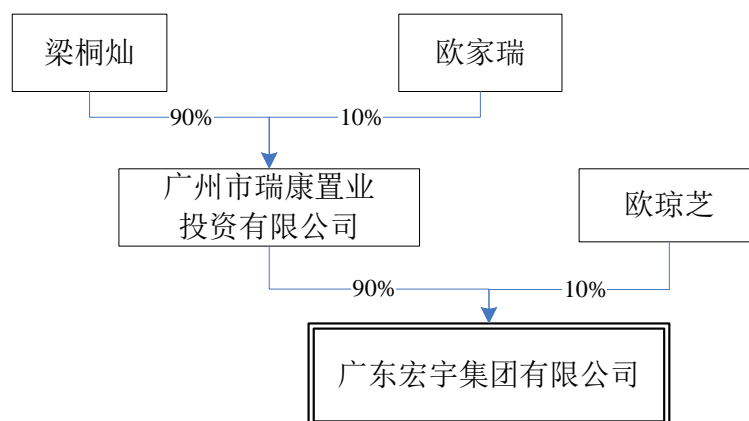 梁桐灿
欧家瑞
90%
10%
广州市瑞康置业
投资有限公司
欧琼芝
90%
10%
广东宏宇集团有限公司